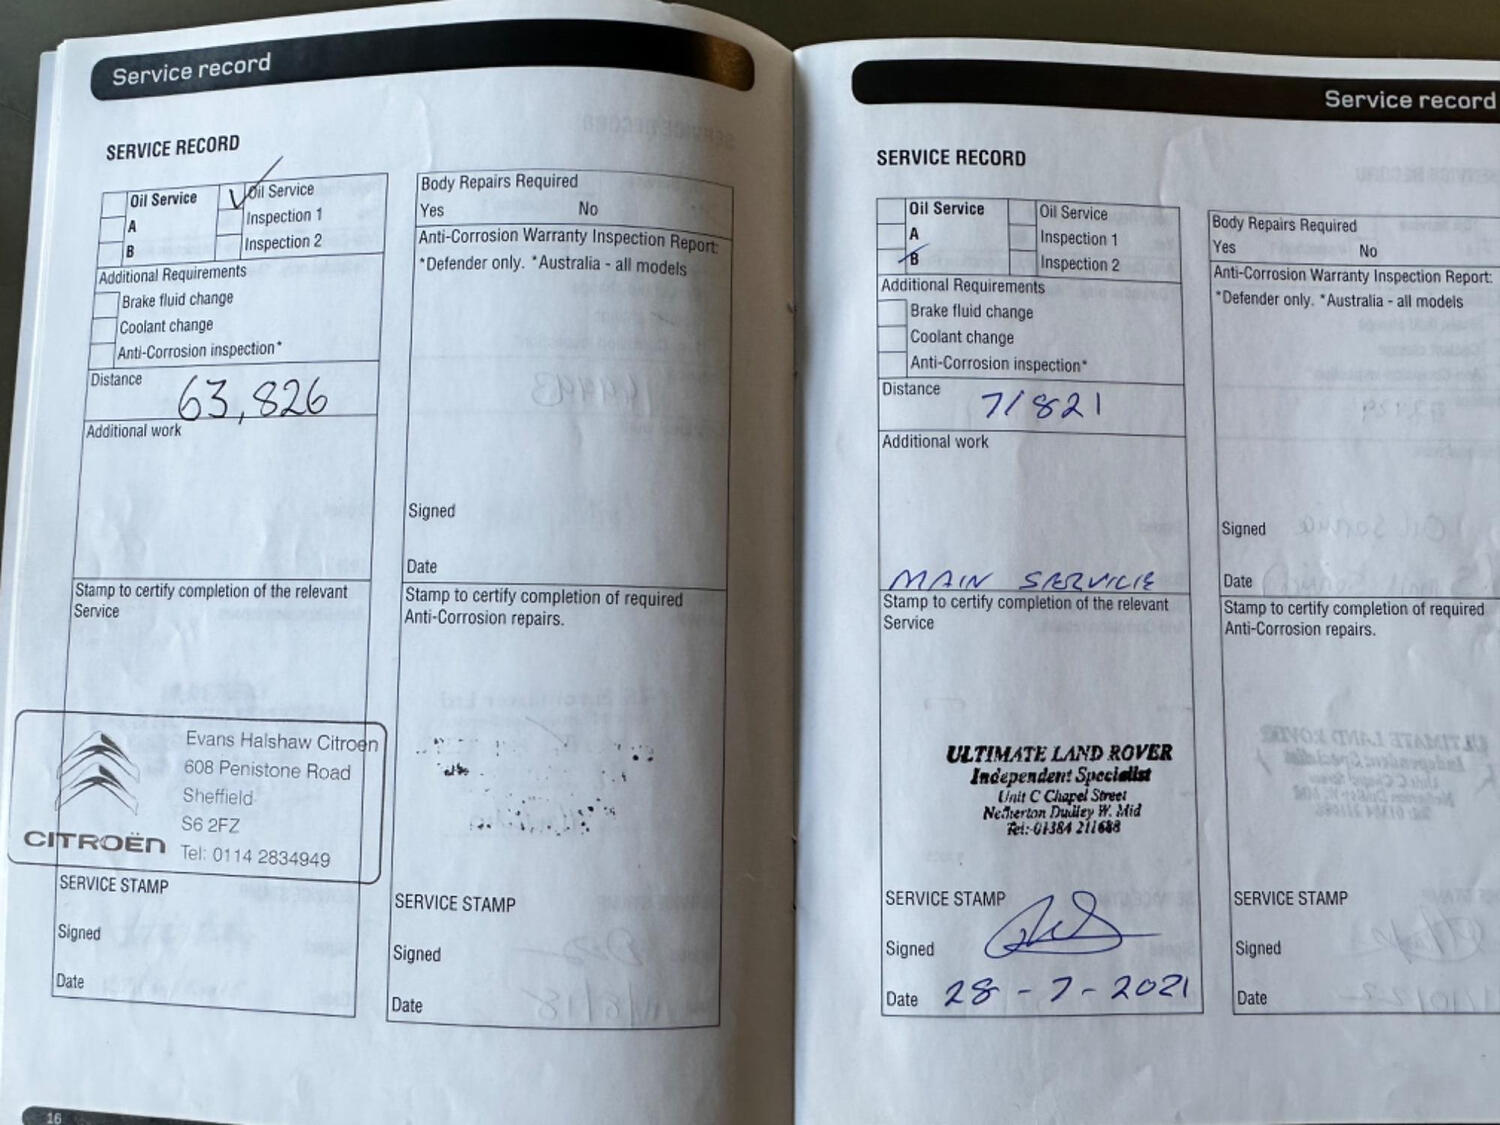 Service record
SERVICE RECORD
Oil Service
A
B
Oil Service
Inspection 1
Inspection 2
Additional Requirements
Brake fluid change
Coolant change
Anti-Corrosion inspection*
Distance
63,826
Additional work
Stamp to certify completion of the relevant
Service
Evans Halshaw Citroen
608 Penistone Road
Sheffield
S6 2FZ
Tel: 0114 2834949
CITROËN
SERVICE STAMP
Signed
Date
Body Repairs Required
Yes No
Anti-Corrosion Warranty Inspection Report:
*Defender only. *Australia - all models
Signed
Date
Stamp to certify completion of required
Anti-Corrosion repairs.
SERVICE STAMP
Signed
Date
16
Service record
SERVICE RECORD
Oil Service
A
B
Oil Service
Inspection 1
Inspection 2
Additional Requirements
Brake fluid change
Coolant change
Anti-Corrosion inspection*
Distance
71821
Additional work
MAIN SERVICIE
Stamp to certify completion of the relevant
Service
ULTIMATE LAND ROVER
Independent Specialist
Unit C Chapel Street
Netherton Dudley W. Mid
Tel:-01384 211688
SERVICE STAMP
Signed
Date 28-7-2021
Body Repairs Required
Yes No
Anti-Corrosion Warranty Inspection Report:
*Defender only. *Australia - all models
Signed
Date
Stamp to certify completion of required
Anti-Corrosion repairs.
SERVICE STAMP
Signed
Date